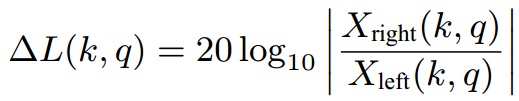 ΔL(k, q) = 20 log₁₀ | X_right(k, q) / X_left(k, q) |